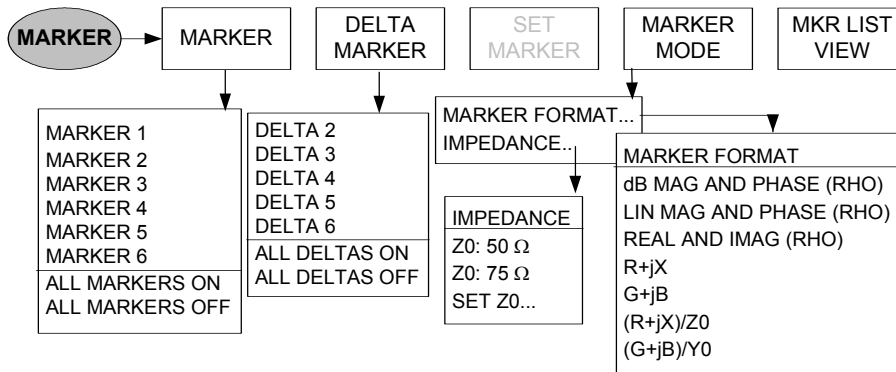 MARKER
MARKER
DELTA
MARKER
SET
MARKER
MARKER
MODE
MKR LIST
VIEW
MARKER 1
MARKER 2
MARKER 3
MARKER 4
MARKER 5
MARKER 6
ALL MARKERS ON
ALL MARKERS OFF
DELTA 2
DELTA 3
DELTA 4
DELTA 5
DELTA 6
ALL DELTAS ON
ALL DELTAS OFF
MARKER FORMAT...
IMPEDANCE..
IMPEDANCE
Z0: 50 Ω
Z0: 75 Ω
SET Z0...
MARKER FORMAT
dB MAG AND PHASE (RHO)
LIN MAG AND PHASE (RHO)
REAL AND IMAG (RHO)
R+jX
G+jB
(R+jX)/Z0
(G+jB)/Y0